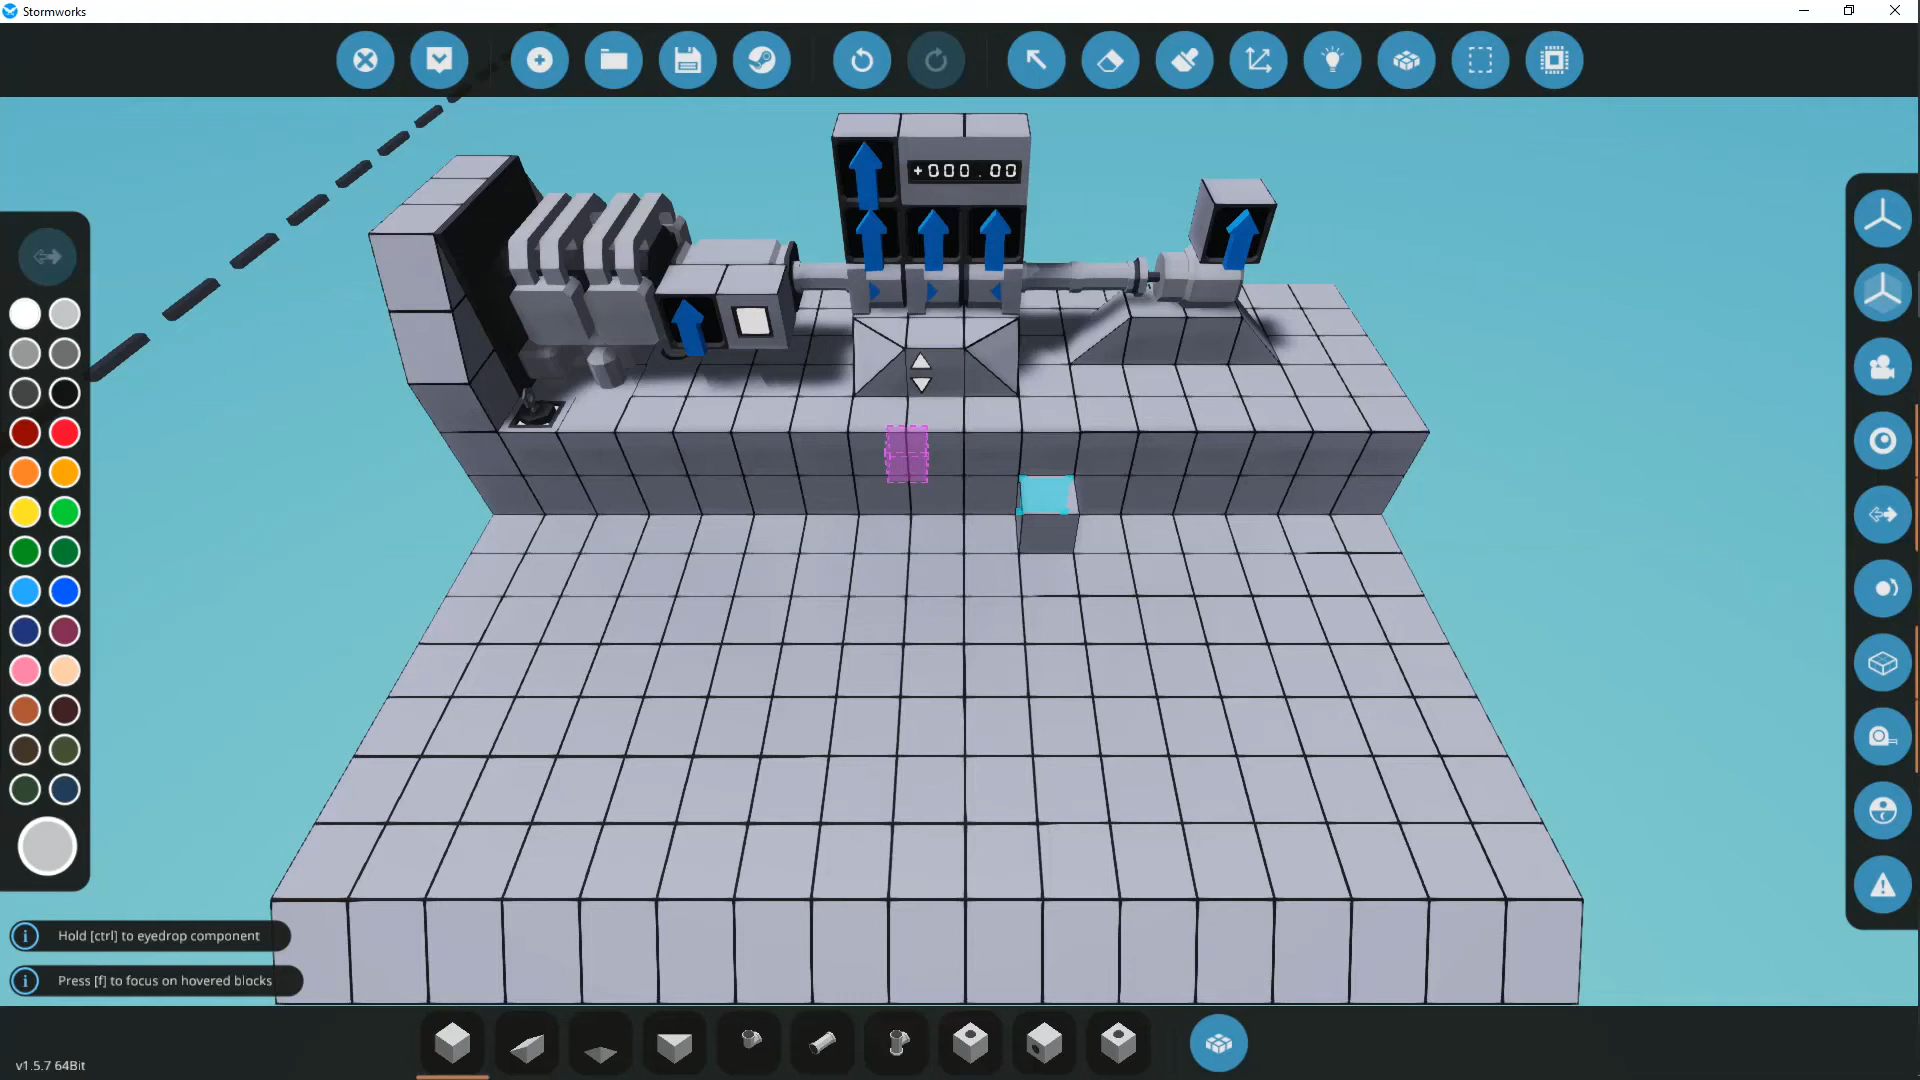 Stormworks
+000.00
Hold [ctrl] to eyedrop component
Press [f] to focus on hovered blocks
v1.5.7 64Bit